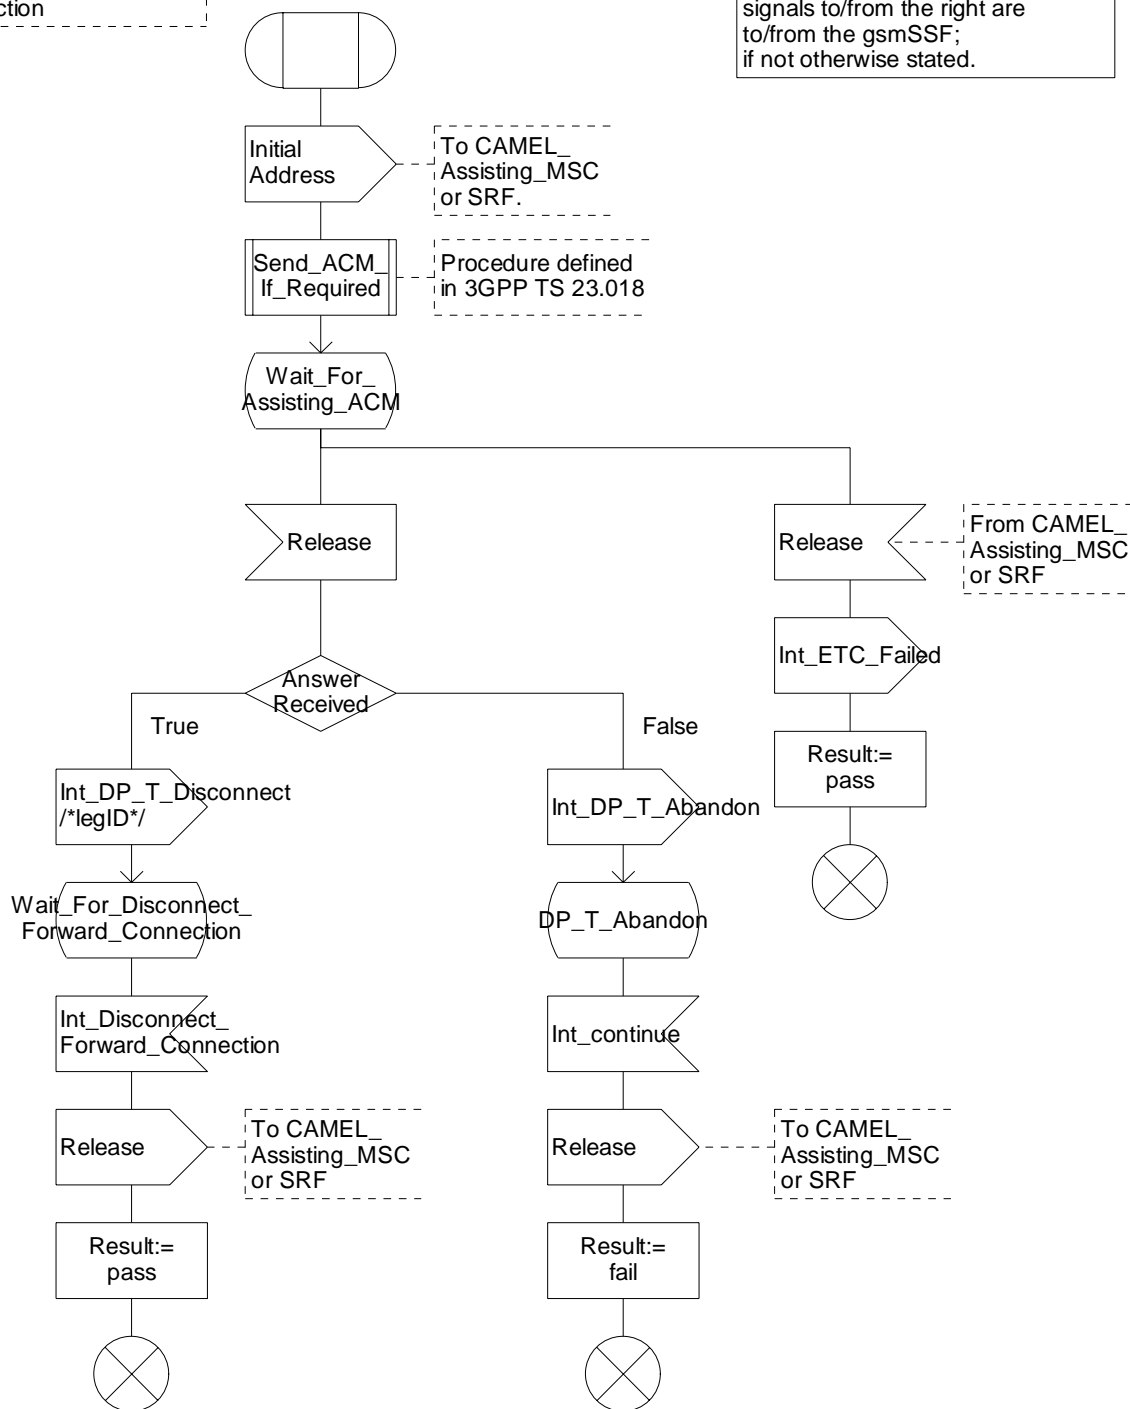 ction
signals to/from the right are
to/from the gsmSSF;
if not otherwise stated.
Initial
Address
To CAMEL_
Assisting_MSC
or SRF.
Send_ACM_
If_Required
Procedure defined
in 3GPP TS 23.018
Wait_For_
Assisting_ACM
Release
Release
From CAMEL_
Assisting_MSC
or SRF
Int_ETC_Failed
Answer
Received
True
False
Result:=
pass
Int_DP_T_Disconnect
/*legID*/
Int_DP_T_Abandon
Wait_For_Disconnect_
Forward_Connection
DP_T_Abandon
Int_Disconnect_
Forward_Connection
Int_continue
Release
To CAMEL_
Assisting_MSC
or SRF
Release
To CAMEL_
Assisting_MSC
or SRF
Result:=
pass
Result:=
fail